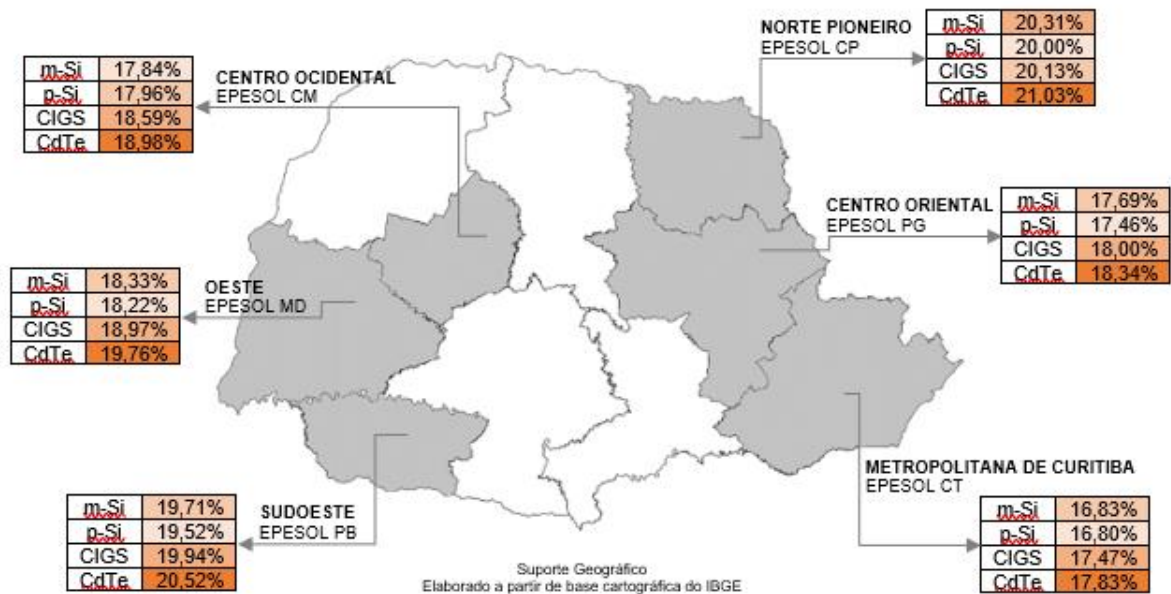 NORTE PIONEIRO
EPESOL CP
m-Si 20,31%
p-Si 20,00%
CIGS 20,13%
CdTe 21,03%
m-Si 17,84%
p-Si 17,96%
CIGS 18,59%
CdTe 18,98%
CENTRO OCIDENTAL
EPESOL CM
CENTRO ORIENTAL
EPESOL PG
m-Si 17,69%
p-Si 17,46%
CIGS 18,00%
CdTe 18,34%
m-Si 18,33%
p-Si 18,22%
CIGS 18,97%
CdTe 19,76%
OESTE
EPESOL MD
METROPOLITANA DE CURITIBA
EPESOL CT
m-Si 16,83%
p-Si 16,80%
CIGS 17,47%
CdTe 17,83%
m-Si 19,71%
p-Si 19,52%
CIGS 19,94%
CdTe 20,52%
SUDOESTE
EPESOL PB
Suporte Geográfico
Elaborado a partir de base cartográfica do IBGE